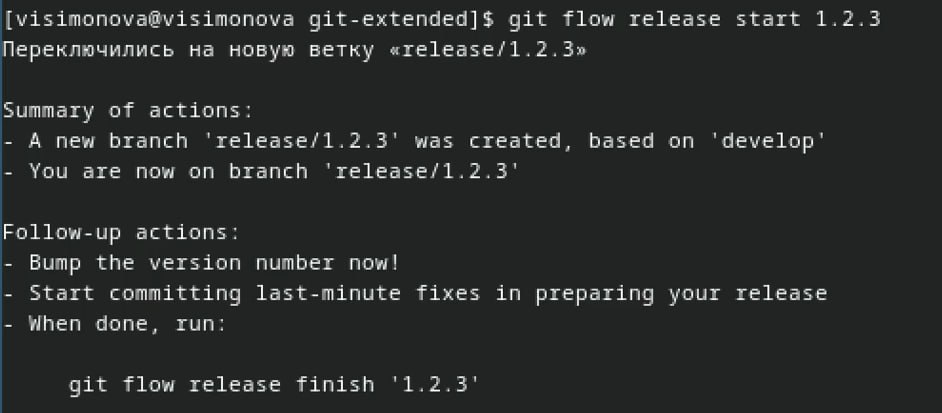 [visimonova@visimonova git-extended]$ git flow release start 1.2.3
Переключились на новую ветку «release/1.2.3»
Summary of actions:
- A new branch 'release/1.2.3' was created, based on 'develop'
- You are now on branch 'release/1.2.3'
Follow-up actions:
- Bump the version number now!
- Start committing last-minute fixes in preparing your release
- When done, run:
git flow release finish '1.2.3'